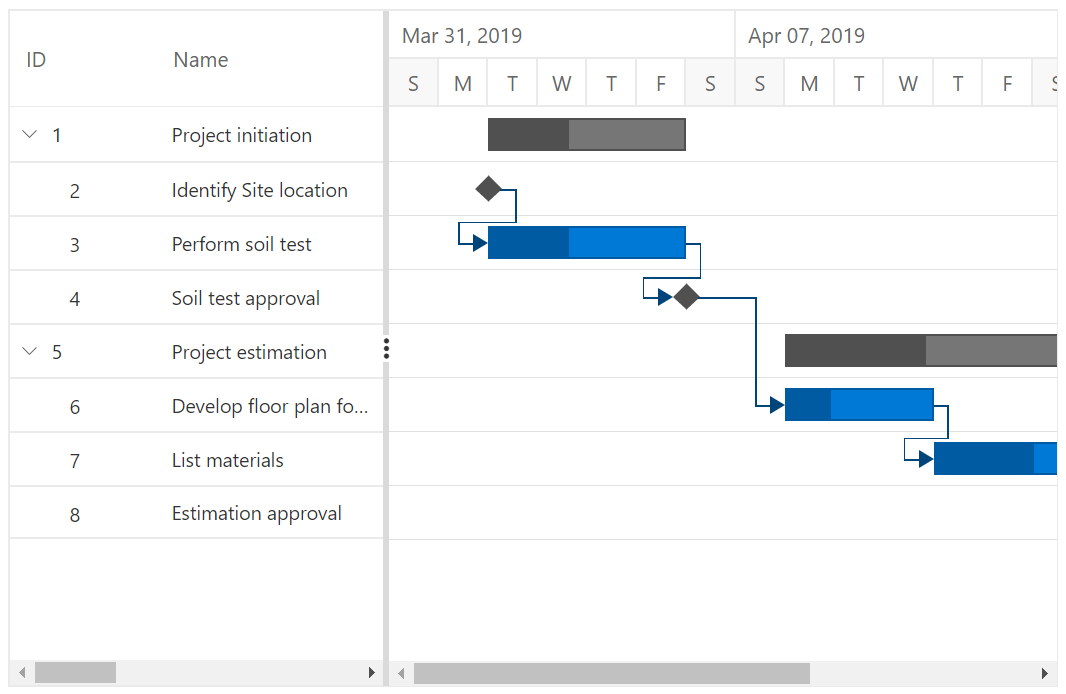 ID Name Mar 31, 2019 Apr 07, 2019
S M T W T F S S M T W T F S
1 Project initiation
2 Identify Site location
3 Perform soil test
4 Soil test approval
5 Project estimation
6 Develop floor plan fo...
7 List materials
8 Estimation approval